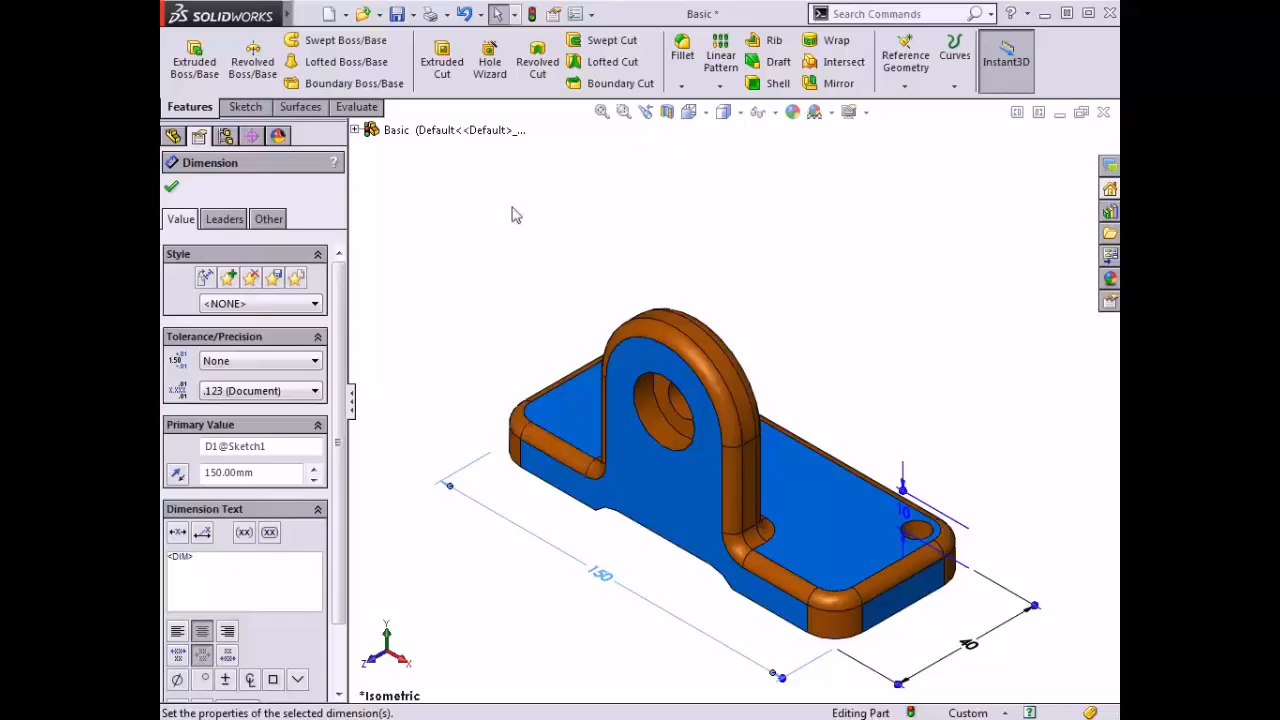 SOLIDWORKS
Basic *
Search Commands
Extruded Boss/Base
Revolved Boss/Base
Swept Boss/Base
Lofted Boss/Base
Boundary Boss/Base
Extruded Cut
Hole Wizard
Revolved Cut
Swept Cut
Lofted Cut
Boundary Cut
Fillet
Linear Pattern
Rib
Draft
Shell
Wrap
Intersect
Mirror
Reference Geometry
Curves
Instant3D
Features
Sketch
Surfaces
Evaluate
Basic (Default<<Default>_...
Dimension
?
Value
Leaders
Other
Style
<NONE>
Tolerance/Precision
None
.123 (Document)
Primary Value
D1@Sketch1
150.00mm
Dimension Text
(xx)
(xx)
<DIM>
150
10
40
Y
Z
X
*Isometric
Set the properties of the selected dimension(s).
Editing Part
Custom